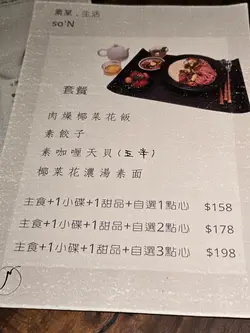 素菜．生活
so'N
套餐
肉燥椰菜花飯
素餃子
素咖喱天貝(主辛)
椰菜花濃湯素面
主食+1小碟+1甜品+自選1點心 $158
主食+1小碟+1甜品+自選2點心 $178
主食+1小碟+1甜品+自選3點心 $198